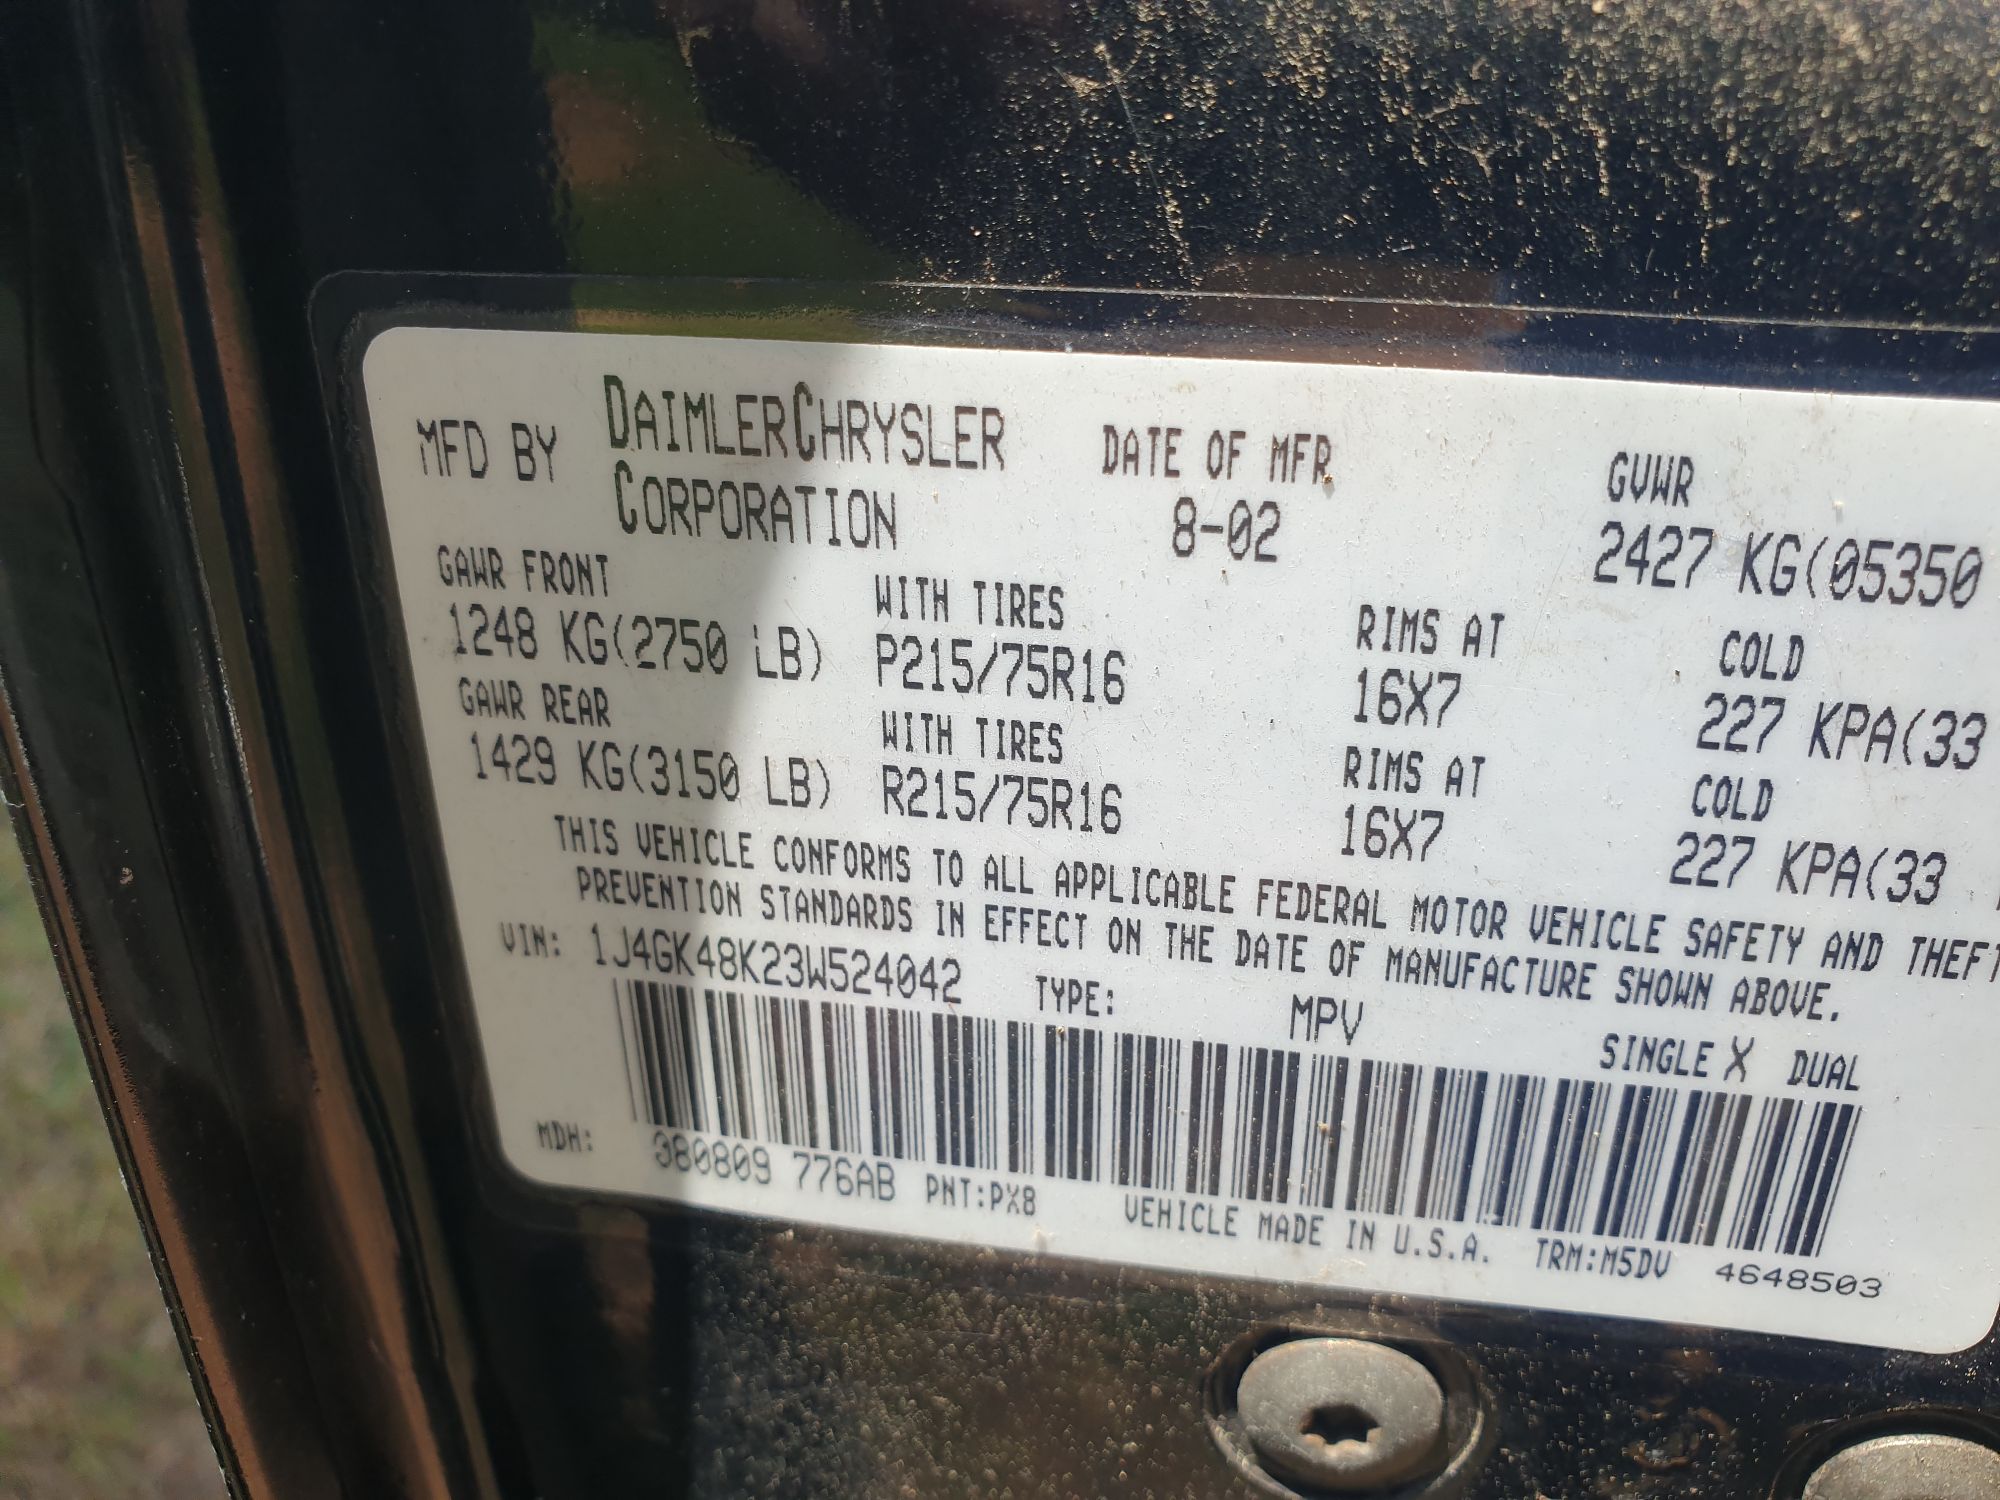 MFD BY DAIMLERCHRYSLER CORPORATION DATE OF MFR 8-02 GVWR 2427 KG(05350
GAWR FRONT WITH TIRES RIMS AT COLD
1248 KG(2750 LB) P215/75R16 16X7 227 KPA(33
GAWR REAR WITH TIRES RIMS AT COLD
1429 KG(3150 LB) R215/75R16 16X7 227 KPA(33
THIS VEHICLE CONFORMS TO ALL APPLICABLE FEDERAL MOTOR VEHICLE SAFETY AND THEFT
PREVENTION STANDARDS IN EFFECT ON THE DATE OF MANUFACTURE SHOWN ABOVE.
VIN: 1J4GK48K23W524042 TYPE: MPV SINGLE X DUAL
MDH: 380809 776AB PNT:PX8 VEHICLE MADE IN U.S.A. TRM:M5DV 4648503